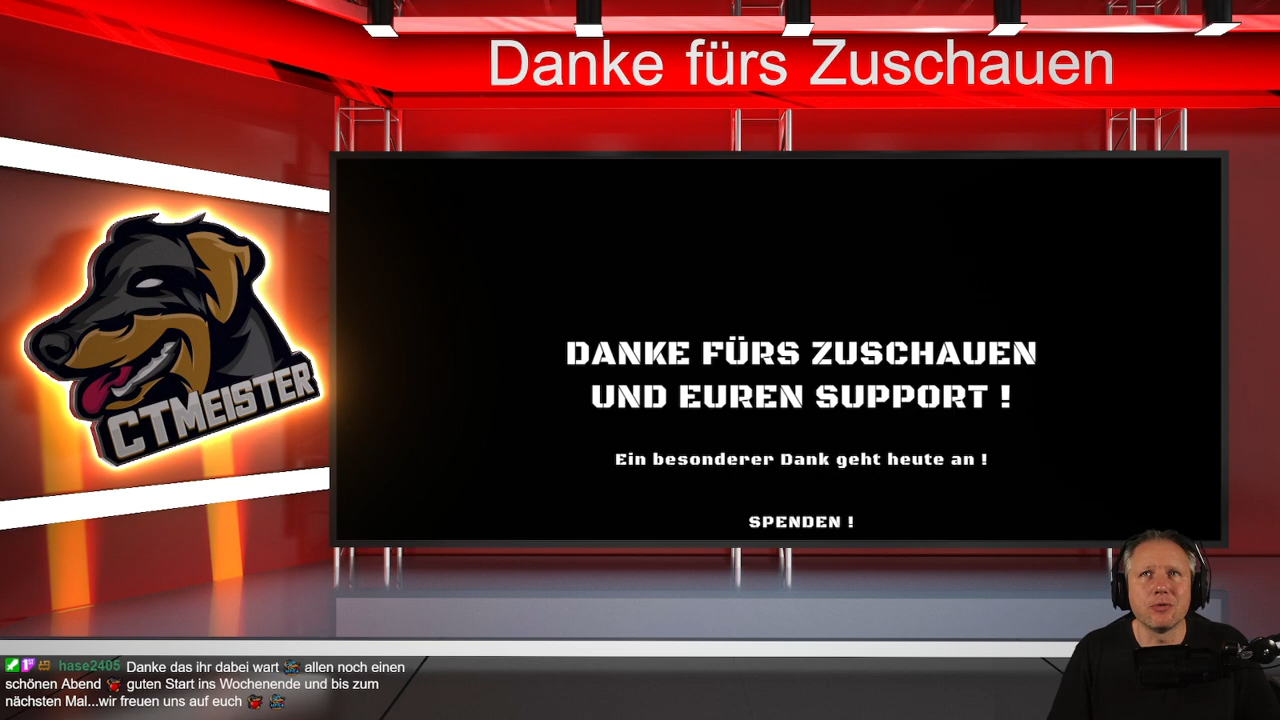 Danke fürs Zuschauen
DANKE FÜRS ZUSCHAUEN
UND EUREN SUPPORT !
Ein besonderer Dank geht heute an !
SPENDEN !
CTMEISTER
1st hase2405 Danke das ihr dabei wart allen noch einen
schönen Abend guten Start ins Wochenende und bis zum
nächsten Mal...wir freuen uns auf euch